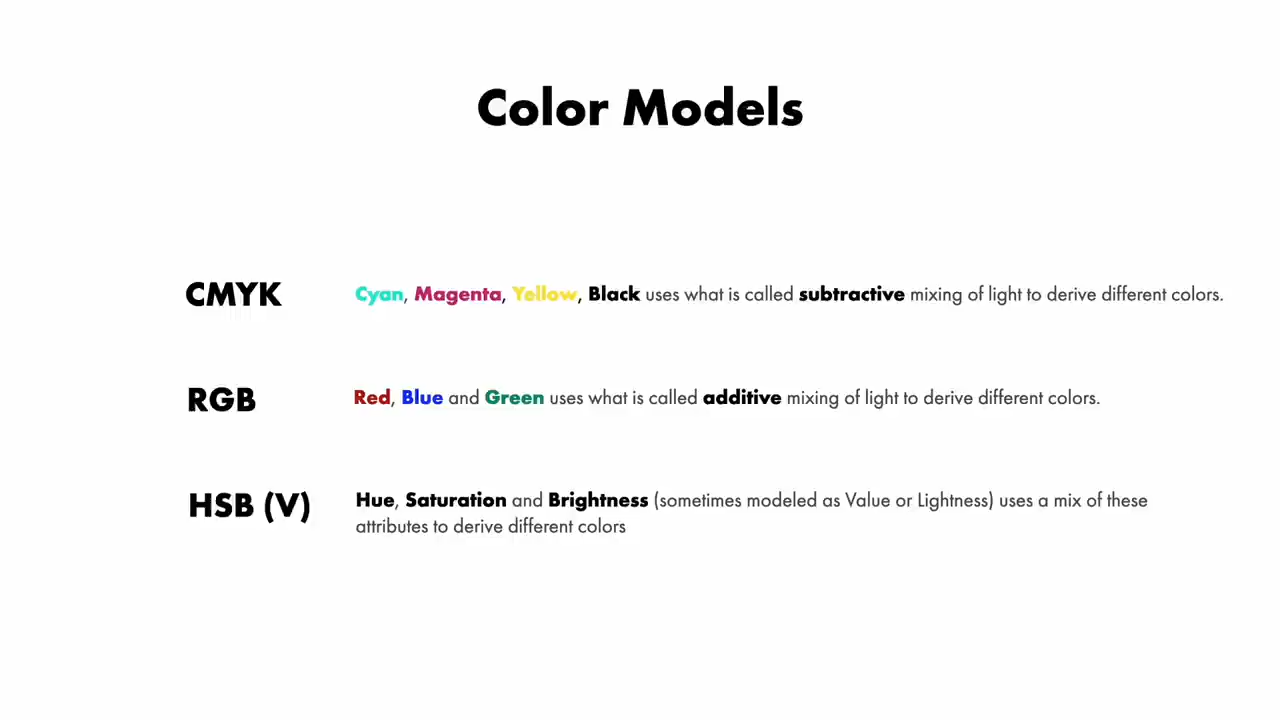 Color Models
CMYK
Cyan, Magenta, Yellow, Black uses what is called subtractive mixing of light to derive different colors.
RGB
Red, Blue and Green uses what is called additive mixing of light to derive different colors.
HSB (V)
Hue, Saturation and Brightness (sometimes modeled as Value or Lightness) uses a mix of these
attributes to derive different colors